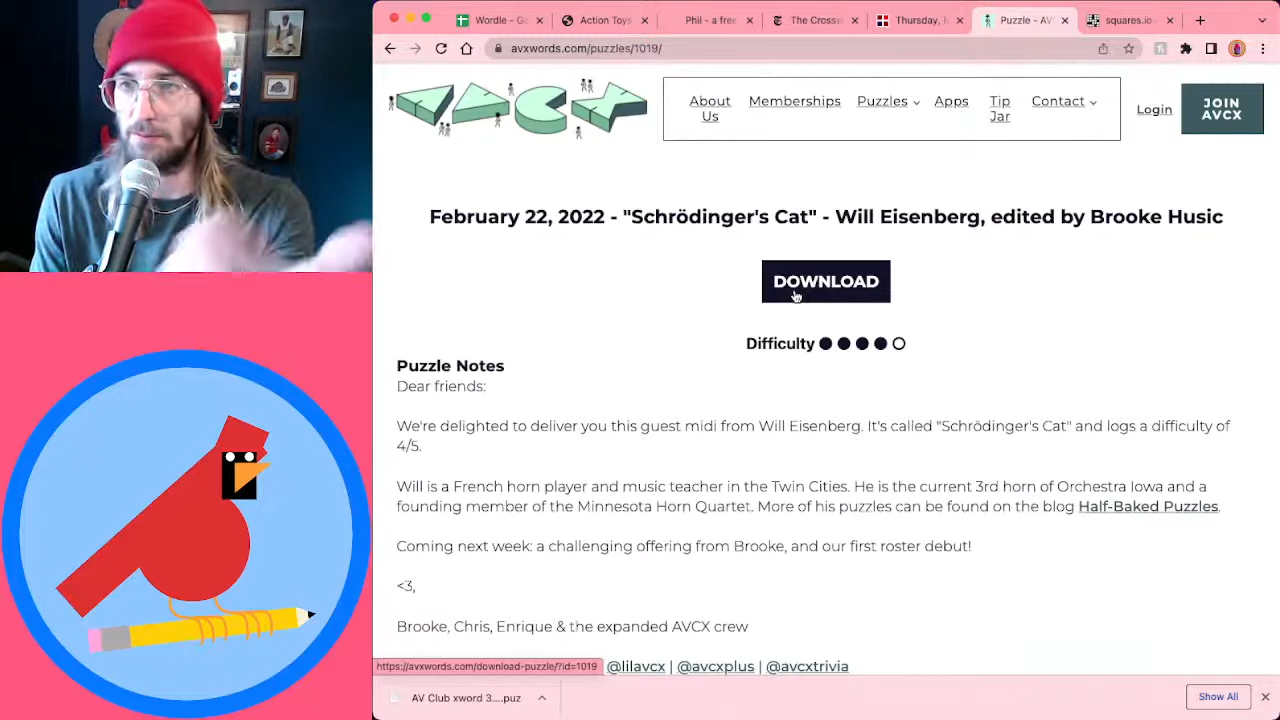 Wordle - G
Action Toys
Phil - a free
The Crossw
Thursday, M
Puzzle - AV
squares.io
avxwords.com/puzzles/1019/
AVCX
About Us
Memberships
Puzzles
Apps
Tip Jar
Contact
Login
JOIN AVCX
February 22, 2022 - "Schrödinger's Cat" - Will Eisenberg, edited by Brooke Husic
DOWNLOAD
Difficulty
Puzzle Notes
Dear friends:
We're delighted to deliver you this guest midi from Will Eisenberg. It's called "Schrödinger's Cat" and logs a difficulty of
4/5.
Will is a French horn player and music teacher in the Twin Cities. He is the current 3rd horn of Orchestra Iowa and a
founding member of the Minnesota Horn Quartet. More of his puzzles can be found on the blog Half-Baked Puzzles.
Coming next week: a challenging offering from Brooke, and our first roster debut!
<3,
Brooke, Chris, Enrique & the expanded AVCX crew
https://avxwords.com/download-puzzle/?id=1019
@lilavcx | @avcxplus | @avcxtrivia
AV Club xword 3....puz
Show All